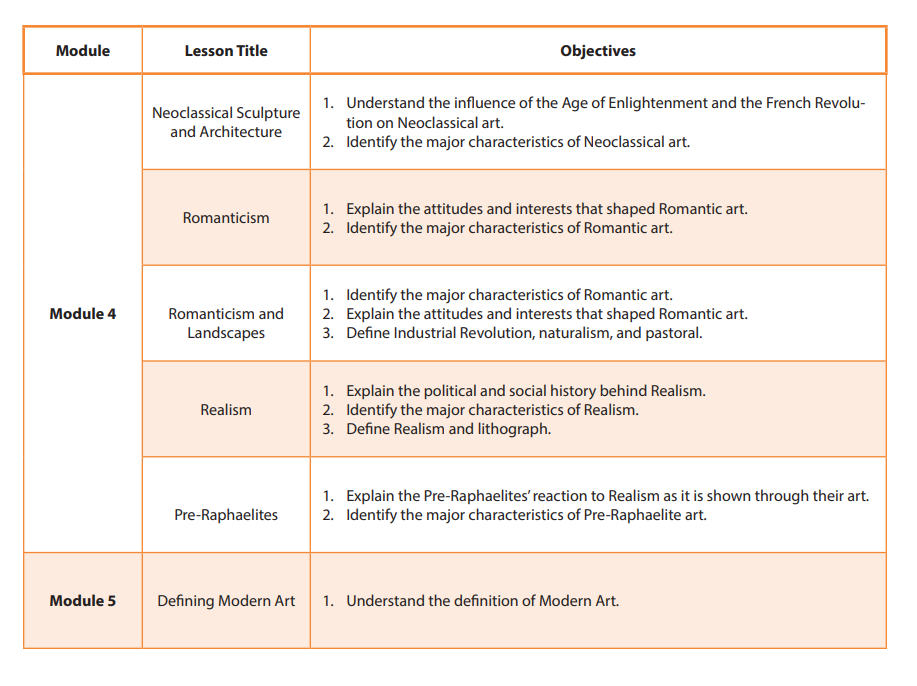 Module Lesson Title Objectives
Neoclassical Sculpture
and Architecture
1. Understand the influence of the Age of Enlightenment and the French Revolu-
tion on Neoclassical art.
2. Identify the major characteristics of Neoclassical art.
Romanticism
1. Explain the attitudes and interests that shaped Romantic art.
2. Identify the major characteristics of Romantic art.
Module 4
Romanticism and
Landscapes
1. Identify the major characteristics of Romantic art.
2. Explain the attitudes and interests that shaped Romantic art.
3. Define Industrial Revolution, naturalism, and pastoral.
Realism
1. Explain the political and social history behind Realism.
2. Identify the major characteristics of Realism.
3. Define Realism and lithograph.
Pre-Raphaelites
1. Explain the Pre-Raphaelites’ reaction to Realism as it is shown through their art.
2. Identify the major characteristics of Pre-Raphaelite art.
Module 5 Defining Modern Art 1. Understand the definition of Modern Art.